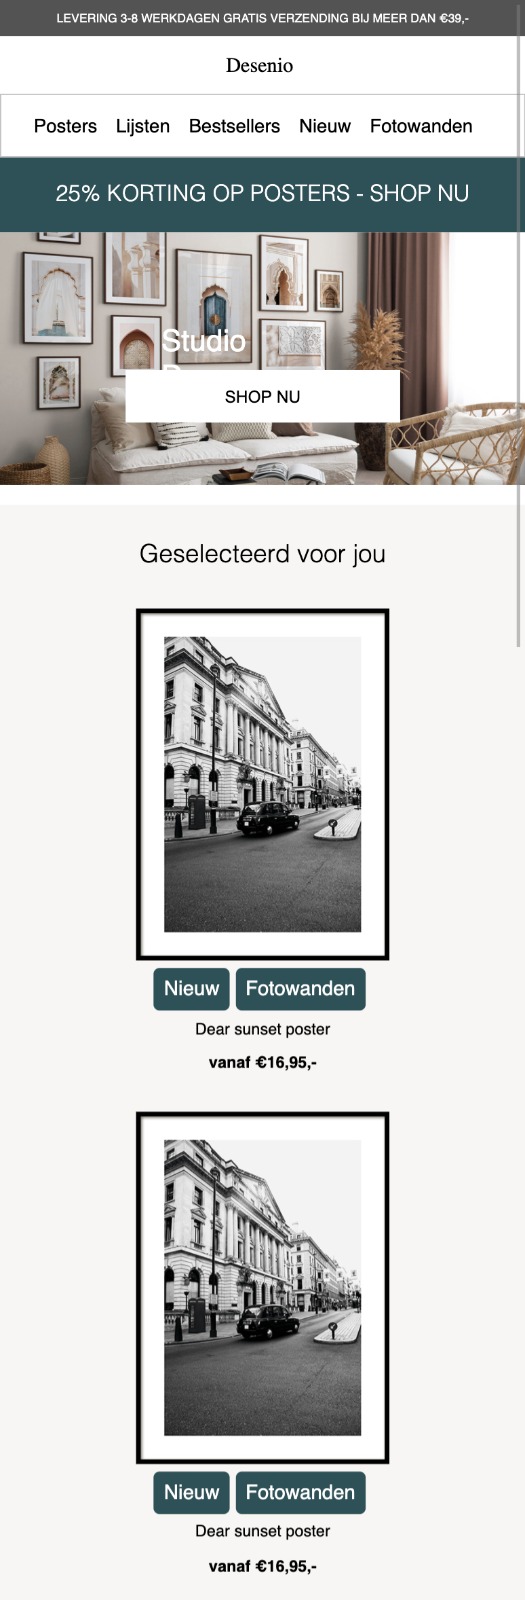 LEVERING 3-8 WERKDAGEN GRATIS VERZENDING BIJ MEER DAN €39,-
Desenio
Posters Lijsten Bestsellers Nieuw Fotowanden
25% KORTING OP POSTERS - SHOP NU
Studio
SHOP NU
Geselecteerd voor jou
Nieuw Fotowanden
Dear sunset poster
vanaf €16,95,-
Nieuw Fotowanden
Dear sunset poster
vanaf €16,95,-